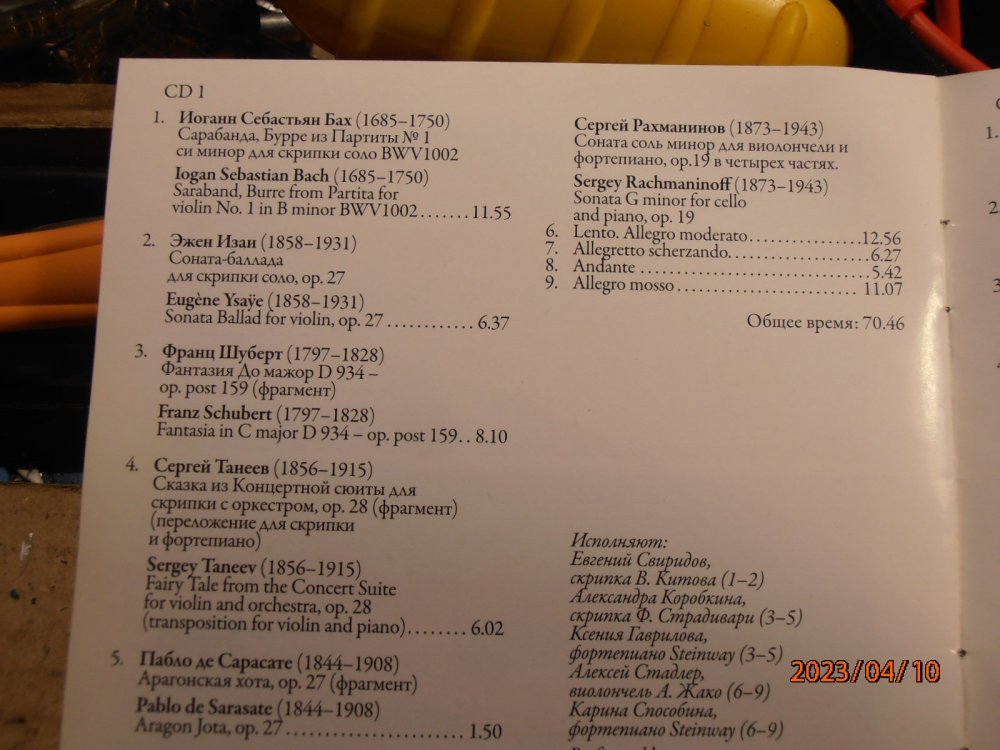 CD 1
1. Иоганн Себастьян Бах (1685–1750)
Сарабанда, Бурре из Партиты № 1
си минор для скрипки соло BWV1002
Iogan Sebastian Bach (1685–1750)
Saraband, Burre from Partita for
violin No. 1 in B minor BWV1002....... 11.55
2. Эжен Изаи (1858–1931)
Соната-баллада
для скрипки соло, op. 27
Eugène Ysaÿe (1858–1931)
Sonata Ballad for violin, op. 27 ............ 6.37
3. Франц Шуберт (1797–1828)
Фантазия До мажор D 934 –
op. post 159 (фрагмент)
Franz Schubert (1797–1828)
Fantasia in C major D 934 – op. post 159.. 8.10
4. Сергей Танеев (1856–1915)
Сказка из Концертной сюиты для
скрипки с оркестром, op. 28 (фрагмент)
(переложение для скрипки
и фортепиано)
Sergey Taneev (1856–1915)
Fairy Tale from the Concert Suite
for violin and orchestra, op. 28
(transposition for violin and piano)........ 6.02
5. Пабло де Сарасате (1844–1908)
Арагонская хота, op. 27 (фрагмент)
Pablo de Sarasate (1844–1908)
Aragon Jota, op. 27 ............................ 1.50
Сергей Рахманинов (1873–1943)
Соната соль минор для виолончели и
фортепиано, op.19 в четырех частях.
Sergey Rachmaninoff (1873–1943)
Sonata G minor for cello
and piano, op. 19
6. Lento. Allegro moderato................ 12.56
7. Allegretto scherzando.................... 6.27
8. Andante .................................. 5.42
9. Allegro mosso ........................... 11.07
Общее время: 70.46
Исполняют:
Евгений Свиридов,
скрипка В. Китова (1–2)
Александра Коробкина,
скрипка Ф. Страдивари (3–5)
Ксения Гаврилова,
фортепиано Steinway (3–5)
Алексей Стадлер,
виолончель А. Жако (6–9)
Карина Способина,
фортепиано Steinway (6–9)
1.
2
3
2023/04/10